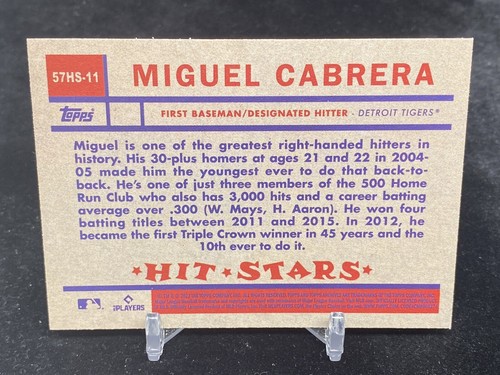 57HS-11
MIGUEL CABRERA
Topps
FIRST BASEMAN/DESIGNATED HITTER - DETROIT TIGERS®
Miguel is one of the greatest right-handed hitters in
history. His 30-plus homers at ages 21 and 22 in 2004-
05 made him the youngest ever to do that back-to-
back. He's one of just three members of the 500 Home
Run Club who also has 3,000 hits and a career batting
average over .300 (W. Mays, H. Aaron). He won four
batting titles between 2011 and 2015. In 2012, he
became the first Triple Crown winner in 45 years and the
10th ever to do it.
HIT STARS
PLAYERS